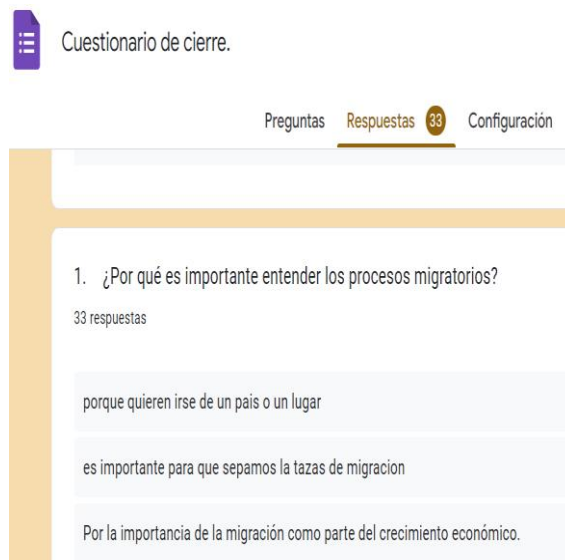 Cuestionario de cierre.
Preguntas Respuestas 33 Configuración
1. ¿Por qué es importante entender los procesos migratorios?
33 respuestas
porque quieren irse de un pais o un lugar
es importante para que sepamos la tazas de migracion
Por la importancia de la migración como parte del crecimiento económico.